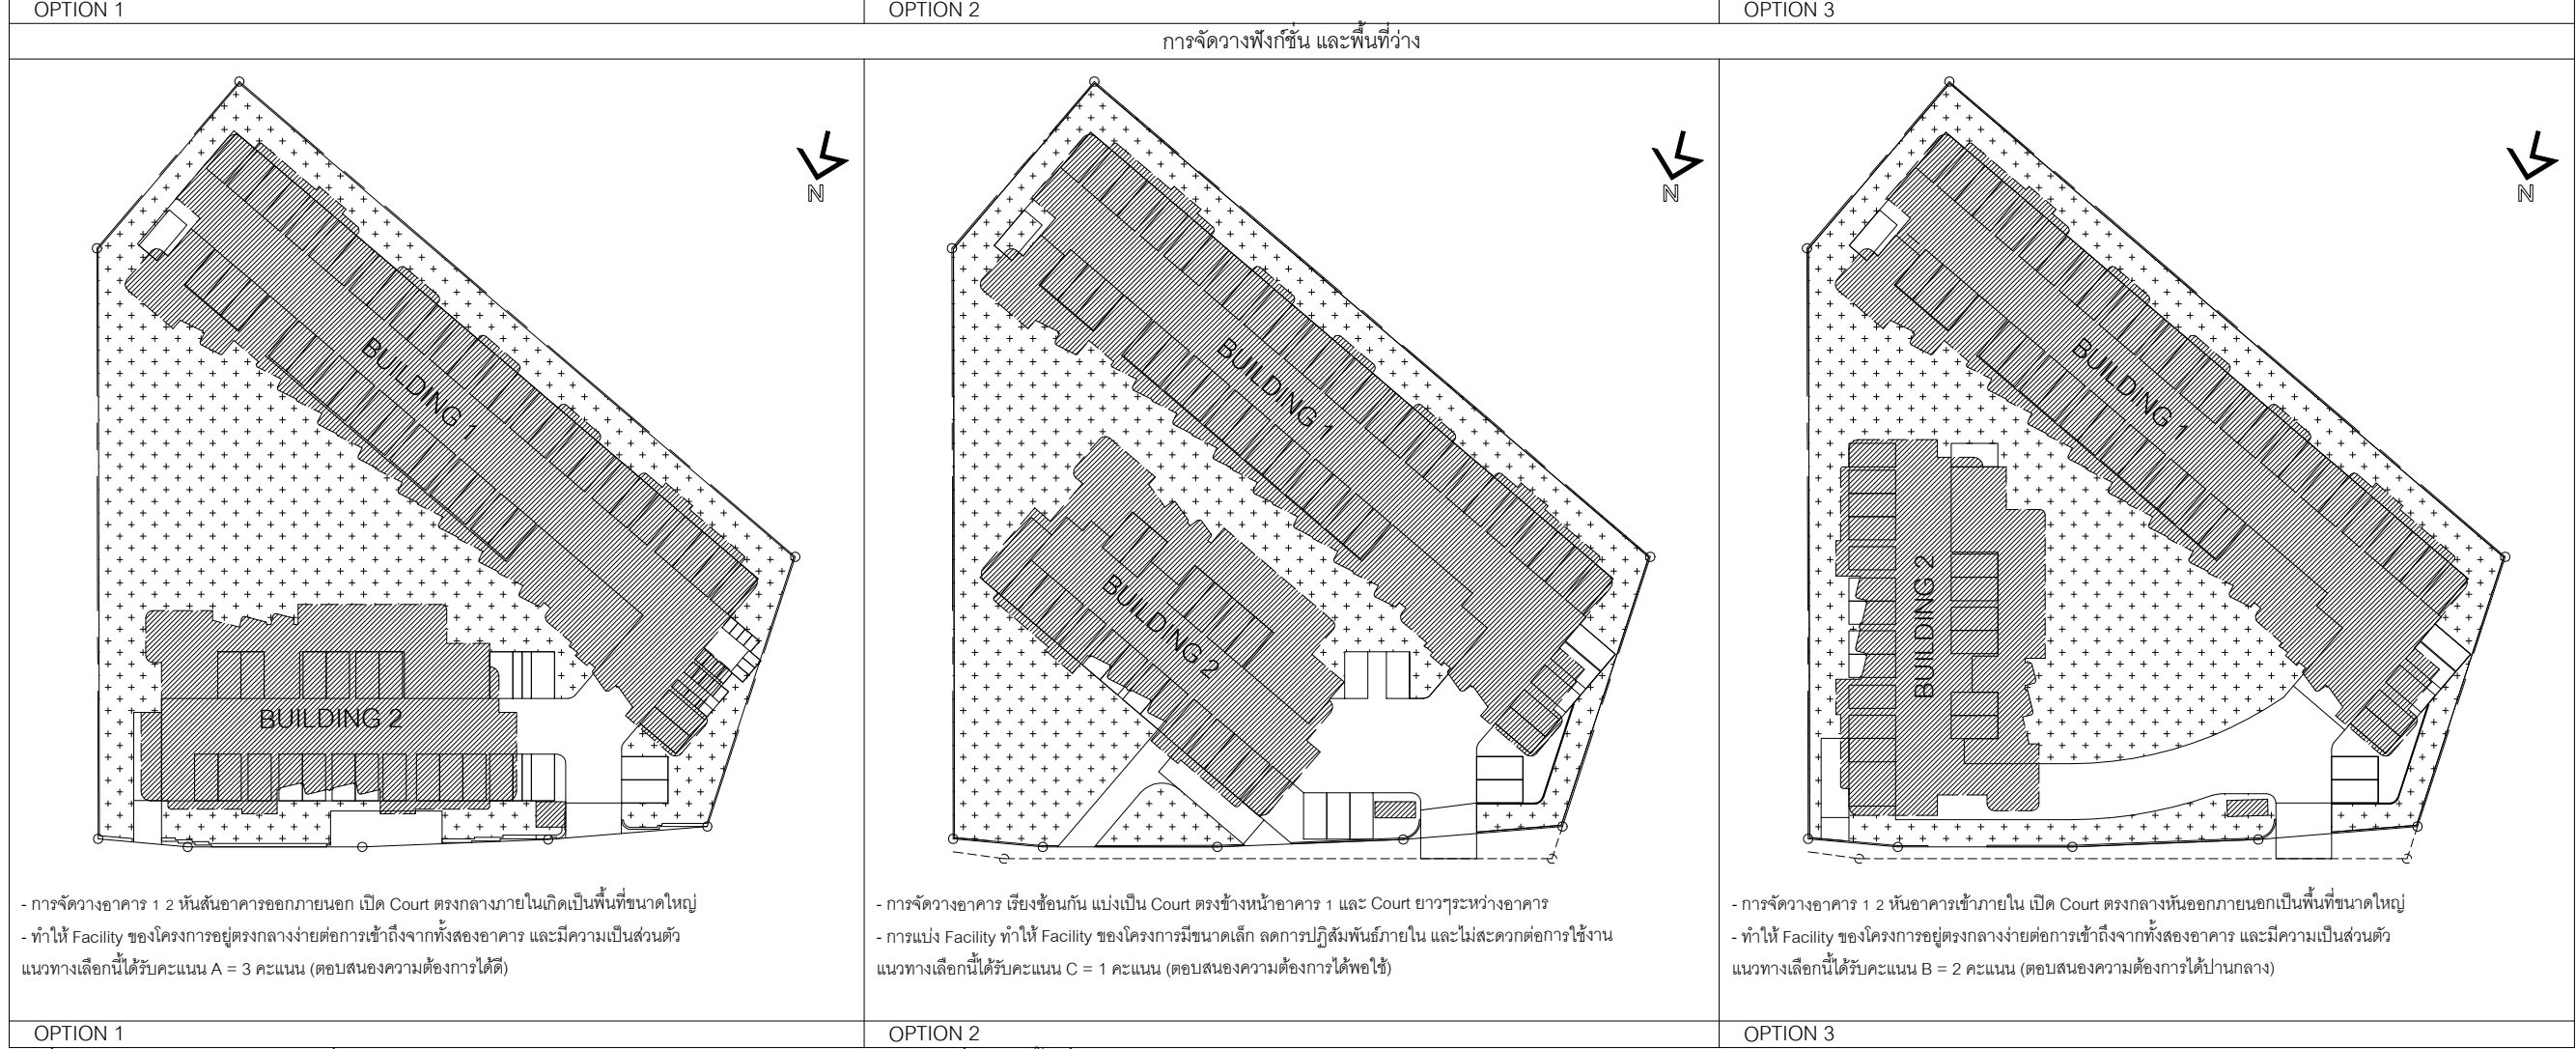 OPTION 1
OPTION 2
OPTION 3
การจัดวางฟังก์ชั่น และพื้นที่ว่าง
N
BUILDING 1
BUILDING 2
N
BUILDING 1
BUILDING 2
N
BUILDING 1
BUILDING 2
- การจัดวางอาคาร 1 2 หันสันอาคารออกภายนอก เปิด Court ตรงกลางภายในเกิดเป็นพื้นที่ขนาดใหญ่
- ทำให้ Facility ของโครงการอยู่ตรงกลางง่ายต่อการเข้าถึงจากทั้งสองอาคาร และมีความเป็นส่วนตัว
แนวทางเลือกนี้ได้รับคะแนน A = 3 คะแนน (ตอบสนองความต้องการได้ดี)
- การจัดวางอาคาร เรียงซ้อนกัน แบ่งเป็น Court ตรงข้างหน้าอาคาร 1 และ Court ยาวๆระหว่างอาคาร
- การแบ่ง Facility ทำให้ Facility ของโครงการมีขนาดเล็ก ลดการปฏิสัมพันธ์ภายใน และไม่สะดวกต่อการใช้งาน
แนวทางเลือกนี้ได้รับคะแนน C = 1 คะแนน (ตอบสนองความต้องการได้พอใช้)
- การจัดวางอาคาร 1 2 หันอาคารเข้าภายใน เปิด Court ตรงกลางหันออกภายนอกเป็นพื้นที่ขนาดใหญ่
- ทำให้ Facility ของโครงการอยู่ตรงกลางง่ายต่อการเข้าถึงจากทั้งสองอาคาร และมีความเป็นส่วนตัว
แนวทางเลือกนี้ได้รับคะแนน B = 2 คะแนน (ตอบสนองความต้องการได้ปานกลาง)
OPTION 1
OPTION 2
OPTION 3